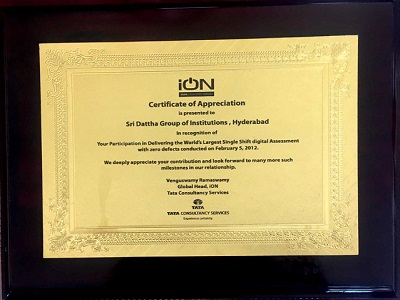 iON
Certificate of Appreciation
is presented to
Sri Dattha Group of Institutions , Hyderabad
In recognition of
Your Participation in Delivering the World's Largest Single Shift digital Assessment
with zero defects conducted on February 5, 2012.
We deeply appreciate your contribution and look forward to many more such
milestones in our relationship.
Venguswamy Ramaswamy
Global Head, iON
Tata Consultancy Services
TATA
TATA CONSULTANCY SERVICES
Experience certainty.